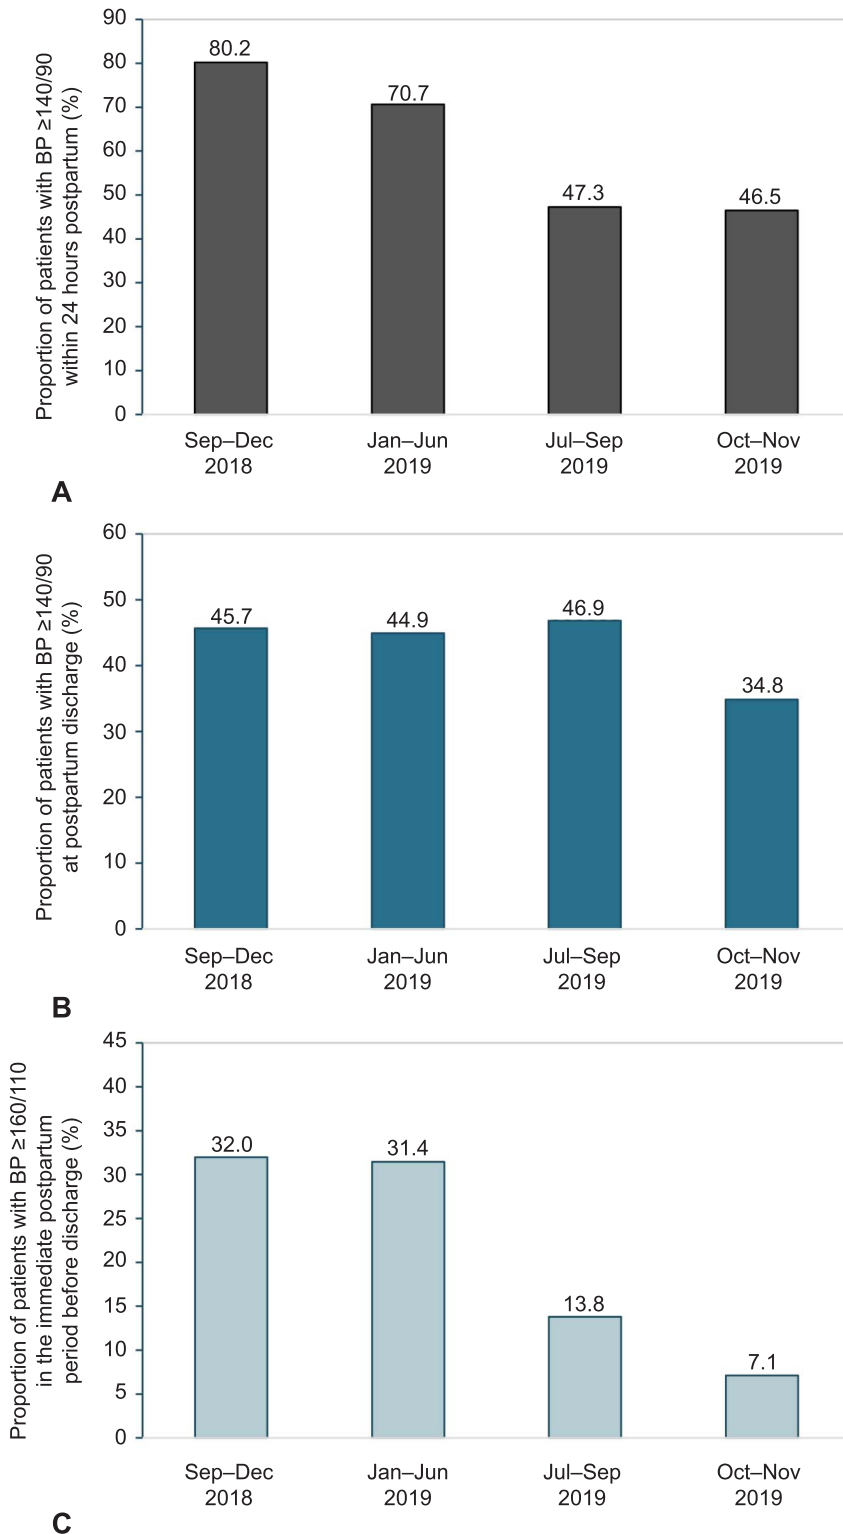 Proportion of patients with BP ≥140/90
within 24 hours postpartum (%)
90
80
70
60
50
40
30
20
10
0
80.2
70.7
47.3
46.5
Sep–Dec
2018
Jan–Jun
2019
Jul–Sep
2019
Oct–Nov
2019
A
Proportion of patients with BP ≥140/90
at postpartum discharge (%)
60
50
40
30
20
10
0
45.7
44.9
46.9
34.8
Sep–Dec
2018
Jan–Jun
2019
Jul–Sep
2019
Oct–Nov
2019
B
Proportion of patients with BP ≥160/110
in the immediate postpartum
period before discharge (%)
45
40
35
30
25
20
15
10
5
0
32.0
31.4
13.8
7.1
Sep–Dec
2018
Jan–Jun
2019
Jul–Sep
2019
Oct–Nov
2019
C